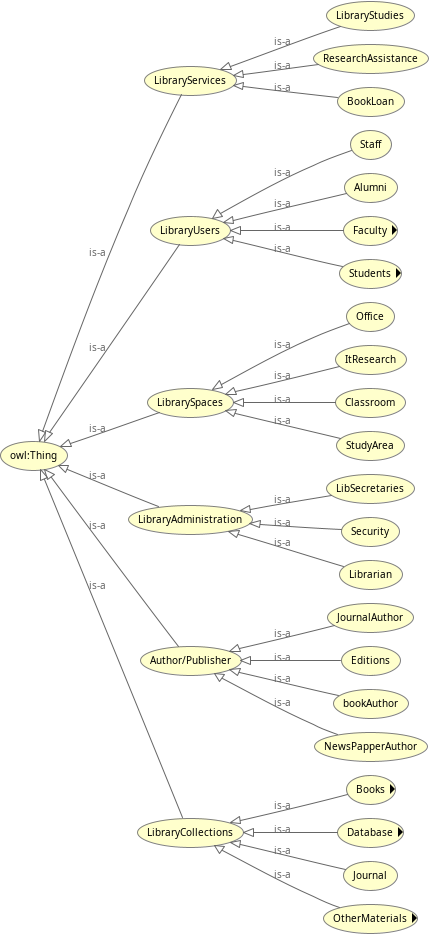 LibraryStudies
is-a
ResearchAssistance
is-a
LibraryServices
is-a
BookLoan
Staff
is-a
Alumni
is-a
LibraryUsers
is-a
Faculty
is-a
is-a
Students
Office
is-a
is-a
ItResearch
is-a
LibrarySpaces
is-a
Classroom
is-a
is-a
StudyArea
owl:Thing
is-a
LibSecretaries
is-a
LibraryAdministration
is-a
Security
is-a
is-a
Librarian
is-a
JournalAuthor
is-a
Author/Publisher
is-a
Editions
is-a
bookAuthor
is-a
NewsPapperAuthor
Books
is-a
LibraryCollections
is-a
Database
is-a
Journal
is-a
OtherMaterials